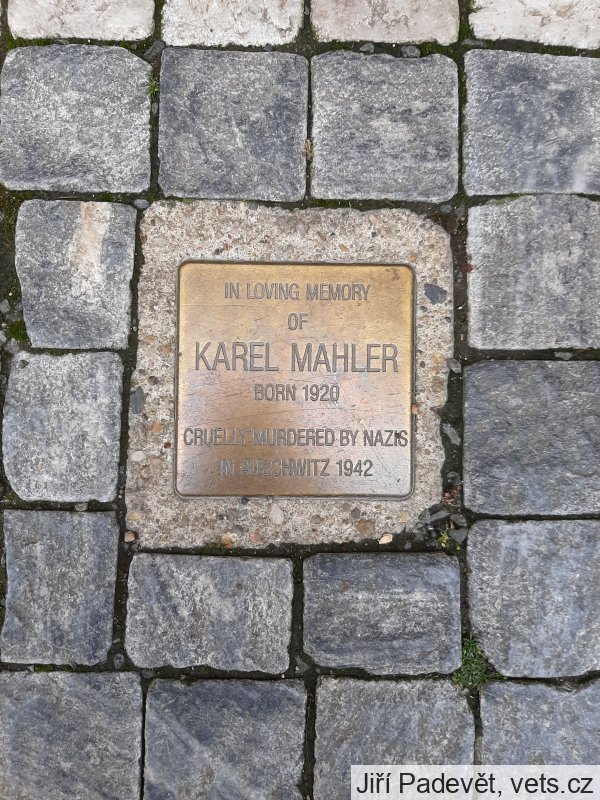 IN LOVING MEMORY
OF
KAREL MAHLER
BORN 1920
CRUELLY MURDERED BY NAZIS
IN AUSCHWITZ 1942
Jiří Padevět, vets.cz